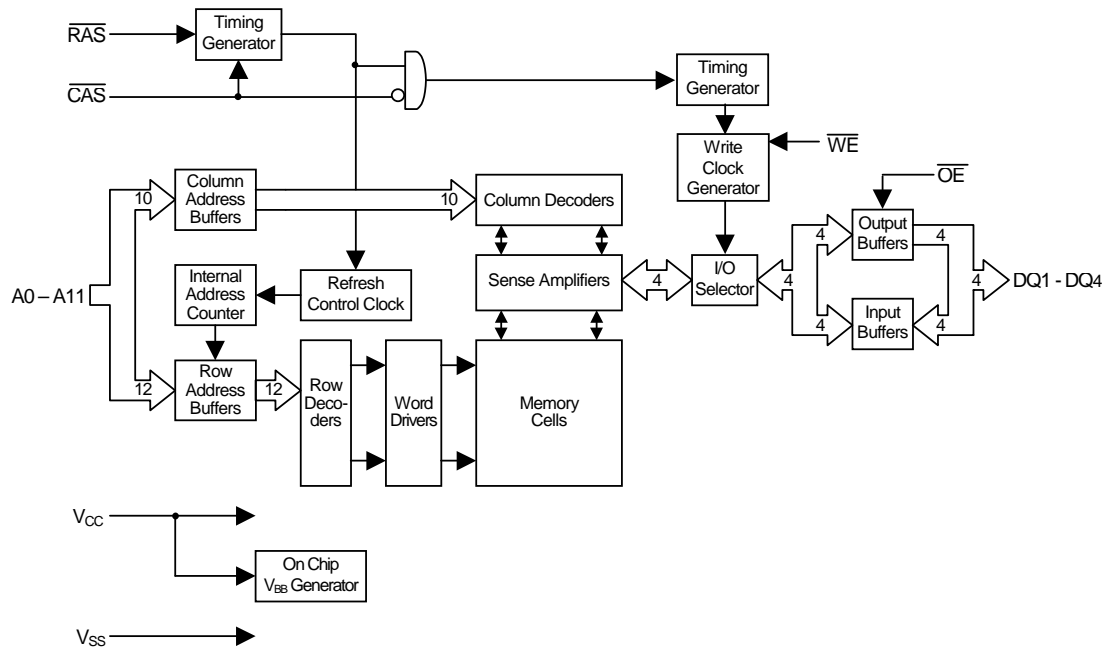 RAS
Timing
Generator
CAS
Timing
Generator
Write
Clock
Generator
WE
OE
10
Column
Address
Buffers
10
Column Decoders
4
Output
Buffers
4
A0 – A11
Internal
Address
Counter
Refresh
Control Clock
Sense Amplifiers
4
I/O
Selector
4
4
DQ1 - DQ4
4
Input
Buffers
4
12
Row
Address
Buffers
12
Row
Deco-
ders
Word
Drivers
Memory
Cells
VCC
On Chip
VBB Generator
VSS